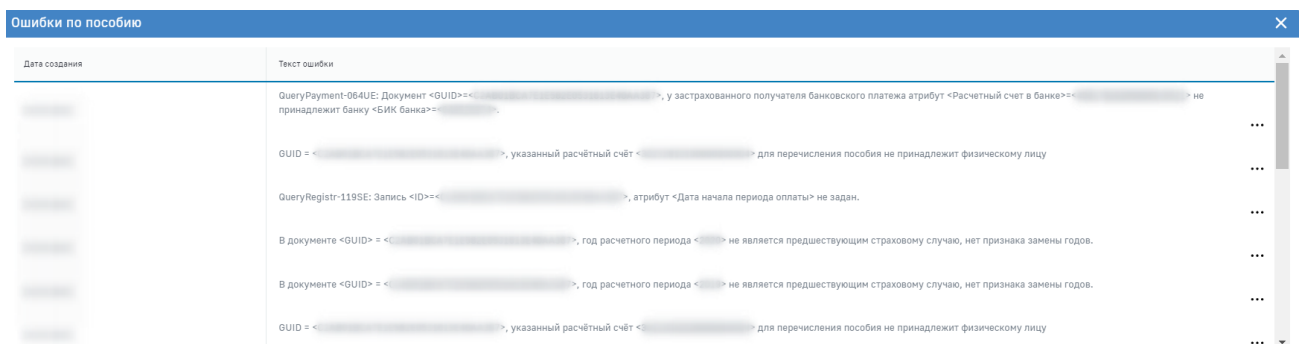 Ошибки по пособию
Дата создания
Текст ошибки
QueryPayment-064UE: Документ <GUID>=< >, у застрахованного получателя банковского платежа атрибут <Расчетный счет в банке>=< > не
принадлежит банку <БИК банка>=< >.
GUID = < >, указанный расчётный счёт < > для перечисления пособия не принадлежит физическому лицу
QueryRegistr-119SE: Запись <ID>=< >, атрибут <Дата начала периода оплаты> не задан.
В документе <GUID> = < >, год расчетного периода < > не является предшествующим страховому случаю, нет признака замены годов.
В документе <GUID> = < >, год расчетного периода < > не является предшествующим страховому случаю, нет признака замены годов.
GUID = < >, указанный расчётный счёт < > для перечисления пособия не принадлежит физическому лицу